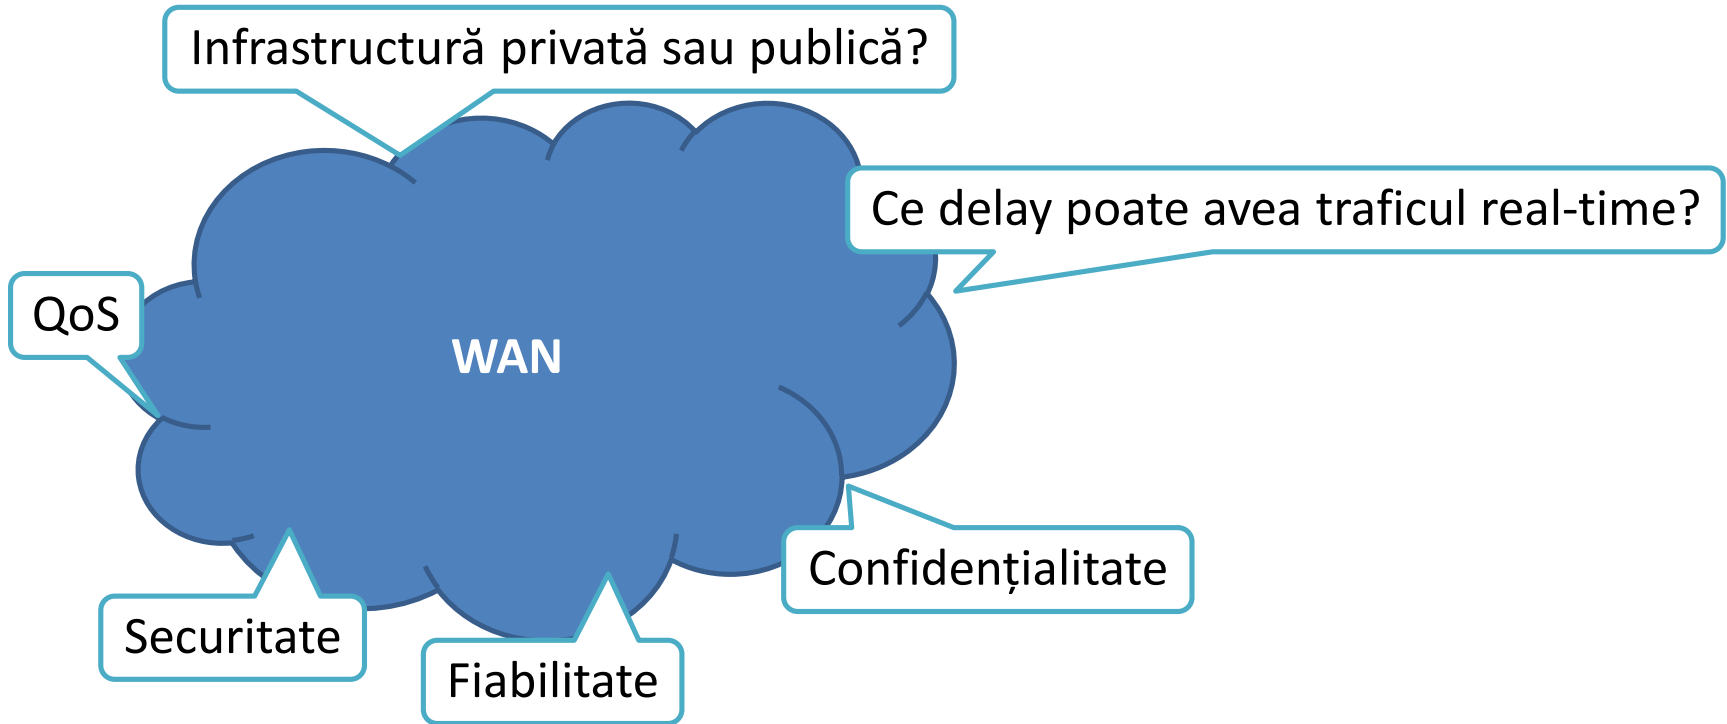 Infrastructură privată sau publică?
Ce delay poate avea traficul real-time?
QoS
WAN
Confidențialitate
Securitate
Fiabilitate